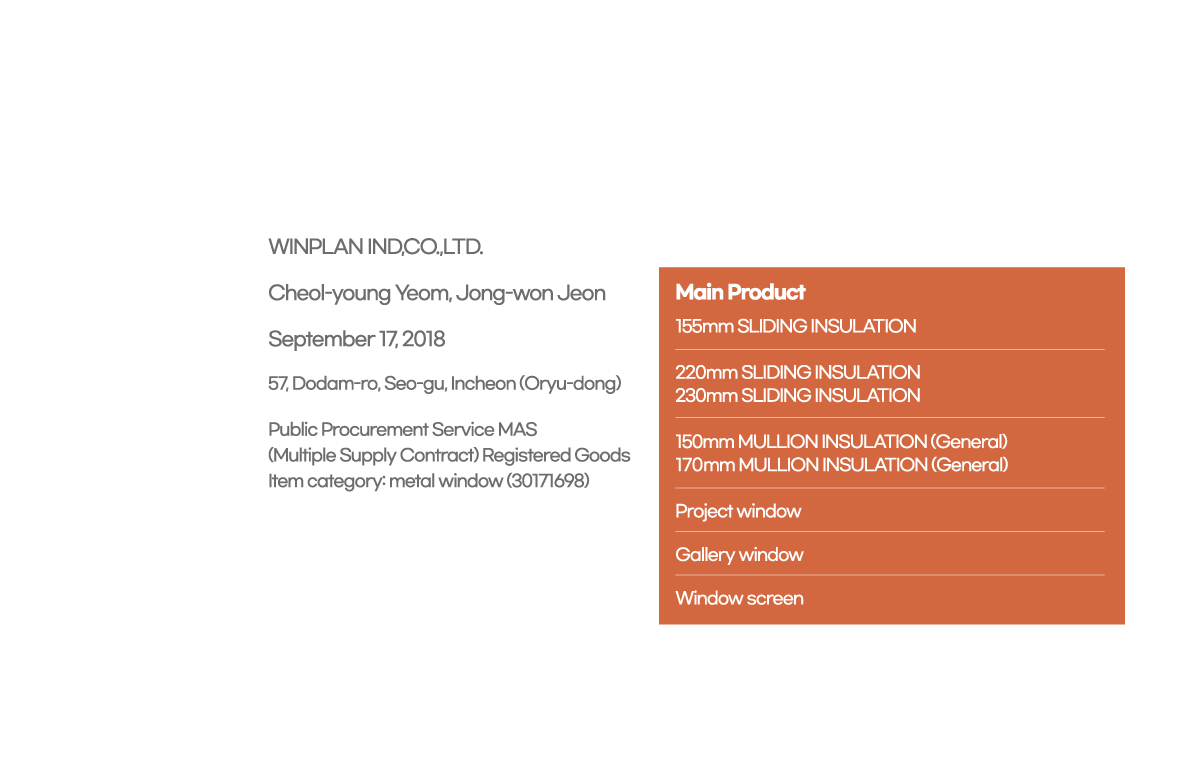 WINPLAN IND,CO.,LTD.
Cheol-young Yeom, Jong-won Jeon
September 17, 2018
57, Dodam-ro, Seo-gu, Incheon (Oryu-dong)
Public Procurement Service MAS
(Multiple Supply Contract) Registered Goods
Item category: metal window (30171698)
Main Product
155mm SLIDING INSULATION
220mm SLIDING INSULATION
230mm SLIDING INSULATION
150mm MULLION INSULATION (General)
170mm MULLION INSULATION (General)
Project window
Gallery window
Window screen